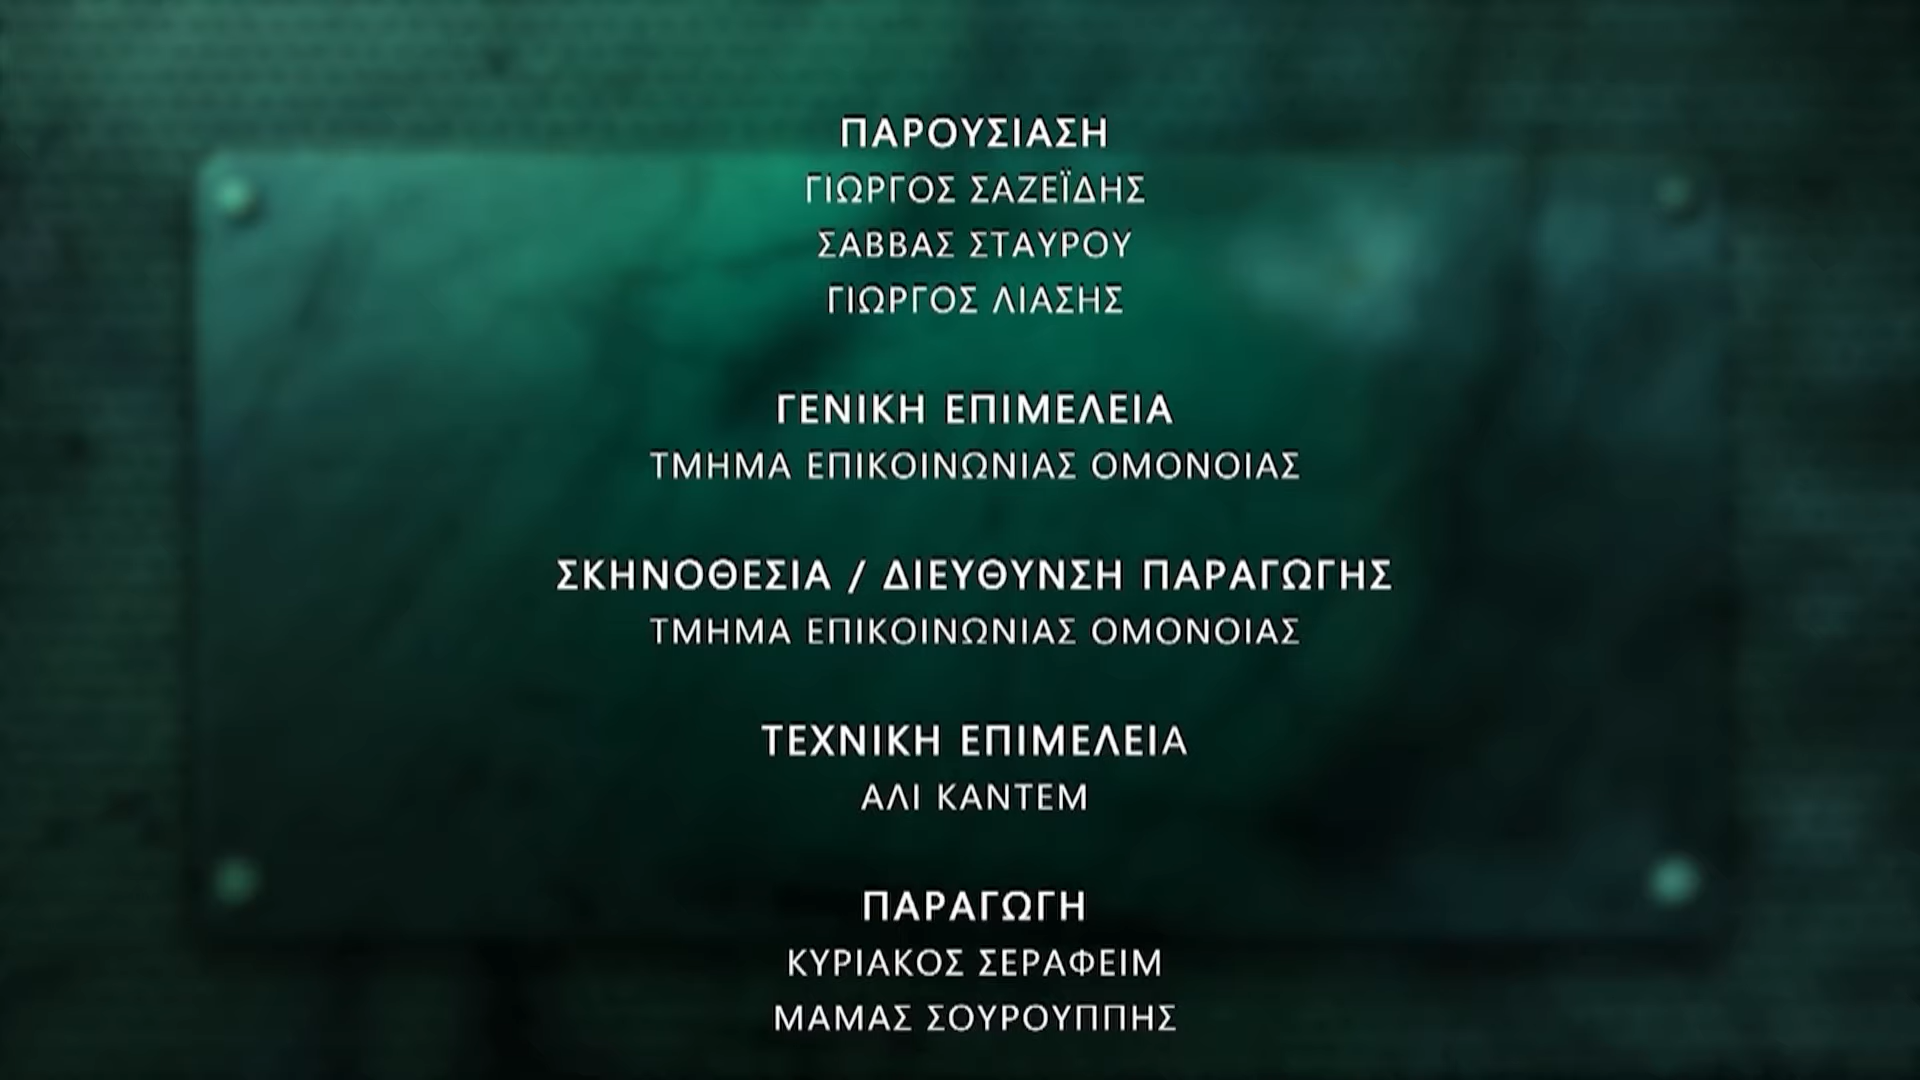 ΠΑΡΟΥΣΙΑΣΗ
ΓΙΩΡΓΟΣ ΣΑΖΕΪΔΗΣ
ΣΑΒΒΑΣ ΣΤΑΥΡΟΥ
ΓΙΩΡΓΟΣ ΛΙΑΣΗΣ
ΓΕΝΙΚΗ ΕΠΙΜΕΛΕΙΑ
ΤΜΗΜΑ ΕΠΙΚΟΙΝΩΝΙΑΣ ΟΜΟΝΟΙΑΣ
ΣΚΗΝΟΘΕΣΙΑ / ΔΙΕΥΘΥΝΣΗ ΠΑΡΑΓΩΓΗΣ
ΤΜΗΜΑ ΕΠΙΚΟΙΝΩΝΙΑΣ ΟΜΟΝΟΙΑΣ
ΤΕΧΝΙΚΗ ΕΠΙΜΕΛΕΙΑ
ΑΛΙ ΚΑΝΤΕΜ
ΠΑΡΑΓΩΓΗ
ΚΥΡΙΑΚΟΣ ΣΕΡΑΦΕΙΜ
ΜΑΜΑΣ ΣΟΥΡΟΥΠΠΗΣ